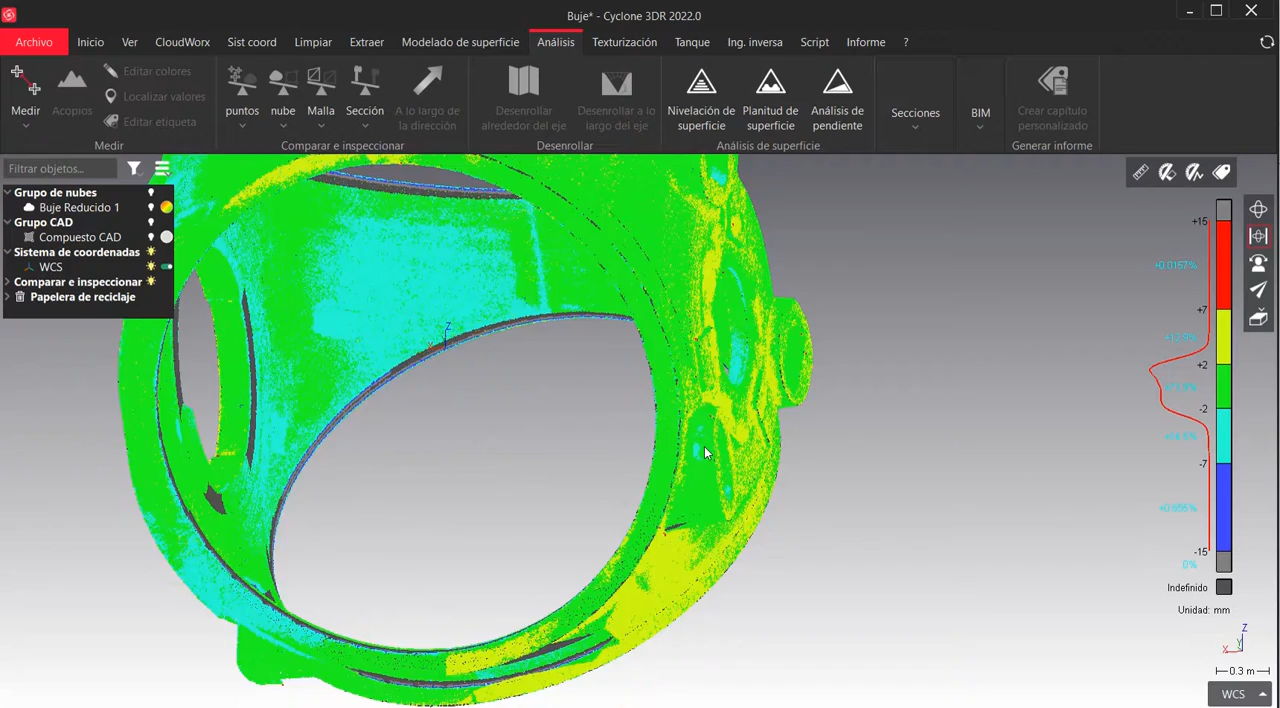 Buje* - Cyclone 3DR 2022.0
Archivo Inicio Ver CloudWorx Sist coord Limpiar Extraer Modelado de superficie Análisis Texturización Tanque Ing. inversa Script Informe ?
Medir
Acopios
Editar colores
Localizar valores
Editar etiqueta
Medir
puntos
nube
Malla
Sección
A lo largo de
la dirección
Comparar e inspeccionar
Desenrollar
alrededor del eje
Desenrollar a lo
largo del eje
Desenrollar
Nivelación de
superficie
Planitud de
superficie
Análisis de
pendiente
Análisis de superficie
Secciones
BIM
Crear capítulo
personalizado
Generar informe
Filtrar objetos...
Grupo de nubes
Buje Reducido 1
Grupo CAD
Compuesto CAD
Sistema de coordenadas
WCS
Comparar e inspeccionar
Papelera de reciclaje
Z
+15
+0.0157%
+7
+2
-2
-7
-15
0%
Indefinido
Unidad: mm
Z
Y
X
0.3 m
WCS